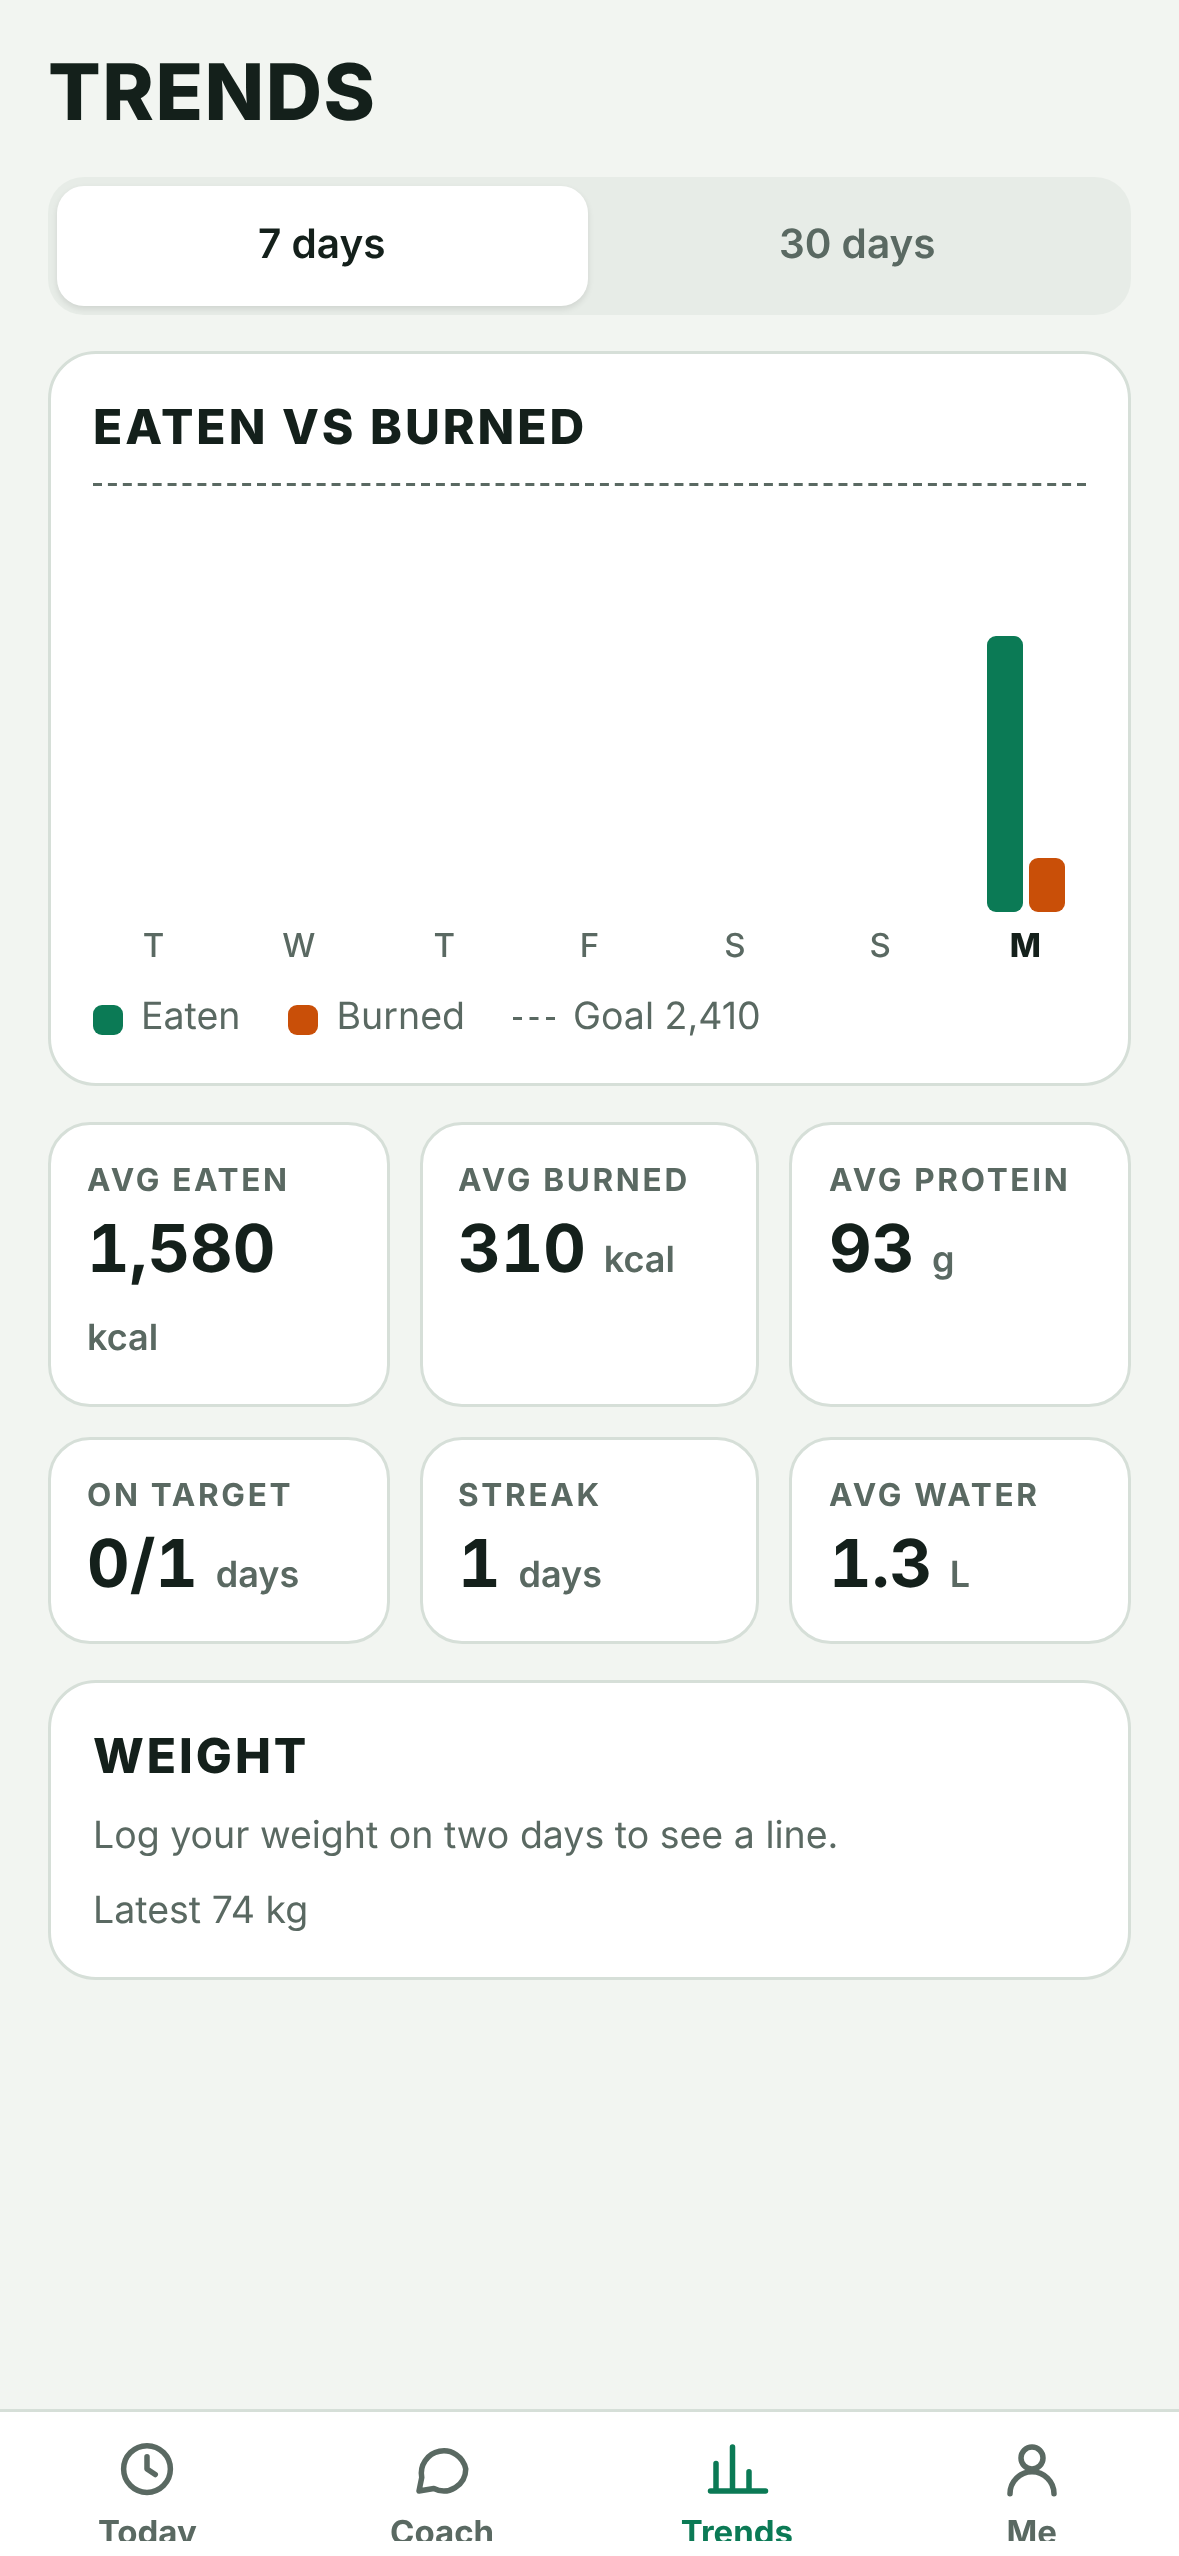 TRENDS
7 days 30 days
EATEN VS BURNED
T W T F S S M
Eaten Burned --- Goal 2,410
AVG EATEN AVG BURNED AVG PROTEIN
1,580 310 kcal 93 g
kcal
ON TARGET STREAK AVG WATER
0/1 days 1 days 1.3 L
WEIGHT
Log your weight on two days to see a line.
Latest 74 kg
Today Coach Trends Me